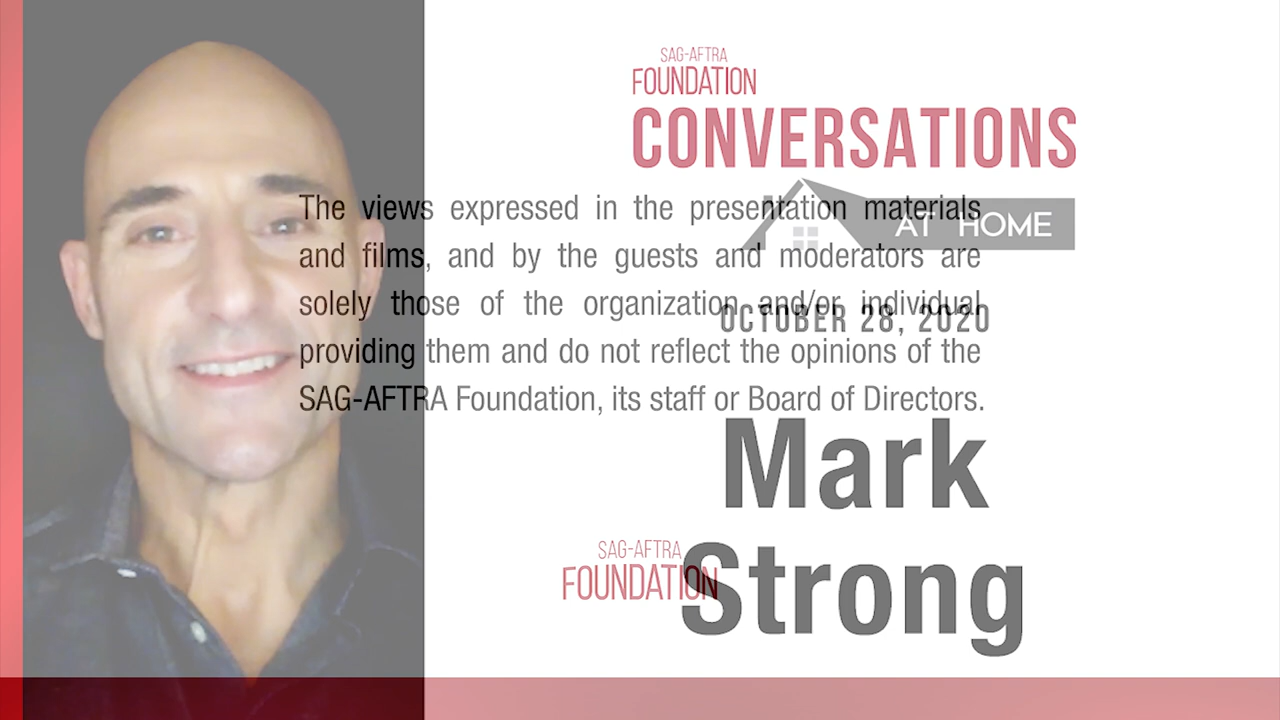 SAG-AFTRA
FOUNDATION
CONVERSATIONS
AT HOME
OCTOBER 28, 2020
Mark
Strong
The views expressed in the presentation materials
and films, and by the guests and moderators are
solely those of the organization and/or individual
providing them and do not reflect the opinions of the
SAG-AFTRA Foundation, its staff or Board of Directors.
SAG-AFTRA
FOUNDATION